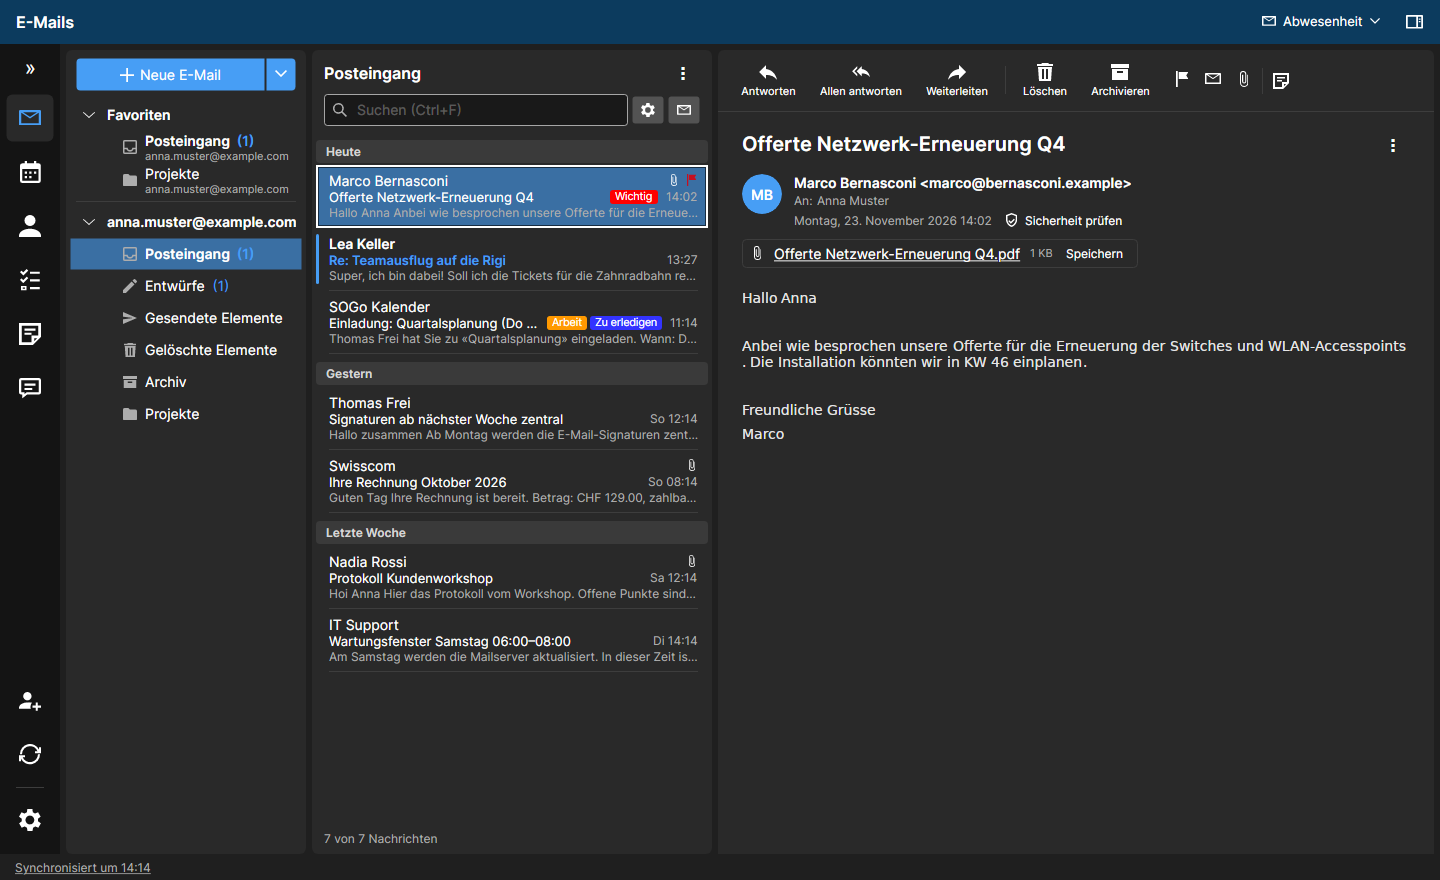 E-Mails
Abwesenheit
Neue E-Mail
Favoriten
Posteingang (1)
anna.muster@example.com
Projekte
anna.muster@example.com
anna.muster@example.com
Posteingang (1)
Entwürfe (1)
Gesendete Elemente
Gelöschte Elemente
Archiv
Projekte
Posteingang
Suchen (Ctrl+F)
Heute
Marco Bernasconi
Offerte Netzwerk-Erneuerung Q4 Wichtig 14:02
Hallo Anna Anbei wie besprochen unsere Offerte für die Erneue...
Lea Keller
Re: Teamausflug auf die Rigi 13:27
Super, ich bin dabei! Soll ich die Tickets für die Zahnradbahn re...
SOGo Kalender
Einladung: Quartalsplanung (Do ... Arbeit Zu erledigen 11:14
Thomas Frei hat Sie zu «Quartalsplanung» eingeladen. Wann: D...
Gestern
Thomas Frei
Signaturen ab nächster Woche zentral So 12:14
Hallo zusammen Ab Montag werden die E-Mail-Signaturen zent...
Swisscom
Ihre Rechnung Oktober 2026 So 08:14
Guten Tag Ihre Rechnung ist bereit. Betrag: CHF 129.00, zahlba...
Letzte Woche
Nadia Rossi
Protokoll Kundenworkshop Sa 12:14
Hoi Anna Hier das Protokoll vom Workshop. Offene Punkte sind...
IT Support
Wartungsfenster Samstag 06:00–08:00 Di 14:14
Am Samstag werden die Mailserver aktualisiert. In dieser Zeit is...
7 von 7 Nachrichten
Antworten
Allen antworten
Weiterleiten
Löschen
Archivieren
Offerte Netzwerk-Erneuerung Q4
MB
Marco Bernasconi <marco@bernasconi.example>
An: Anna Muster
Montag, 23. November 2026 14:02 Sicherheit prüfen
Offerte Netzwerk-Erneuerung Q4.pdf 1 KB Speichern
Hallo Anna
Anbei wie besprochen unsere Offerte für die Erneuerung der Switches und WLAN-Accesspoints
. Die Installation könnten wir in KW 46 einplanen.
Freundliche Grüsse
Marco
Synchronisiert um 14:14